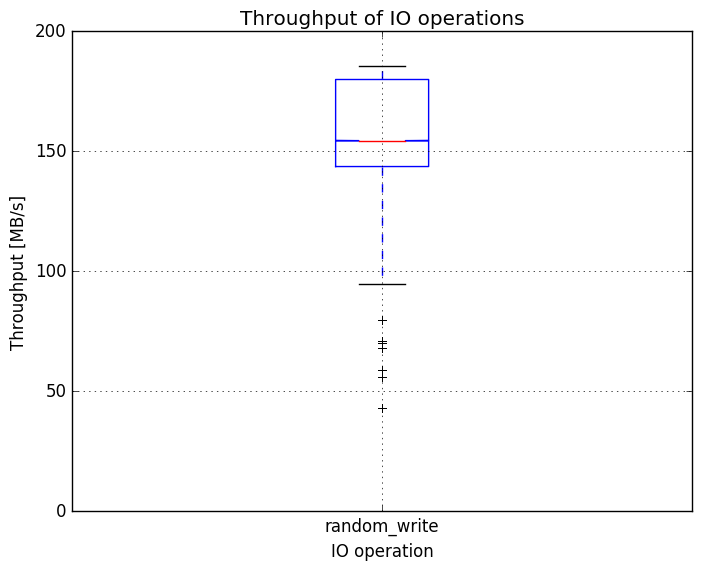 Throughput of IO operations
200
150
100
50
0
Throughput [MB/s]
random_write
IO operation